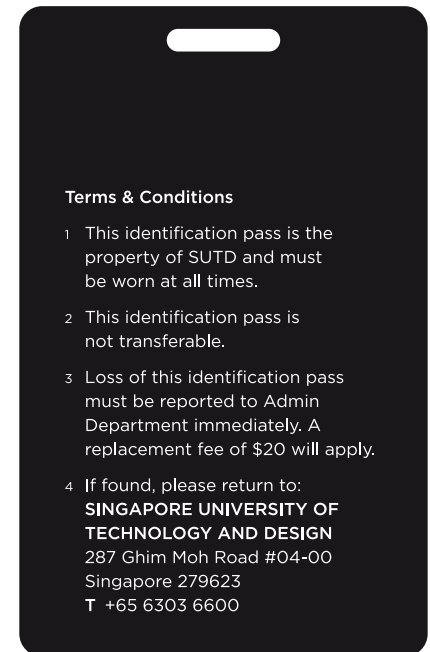 Terms & Conditions
1 This identification pass is the
property of SUTD and must
be worn at all times.
2 This identification pass is
not transferable.
3 Loss of this identification pass
must be reported to Admin
Department immediately. A
replacement fee of $20 will apply.
4 If found, please return to:
SINGAPORE UNIVERSITY OF
TECHNOLOGY AND DESIGN
287 Ghim Moh Road #04-00
Singapore 279623
T +65 6303 6600